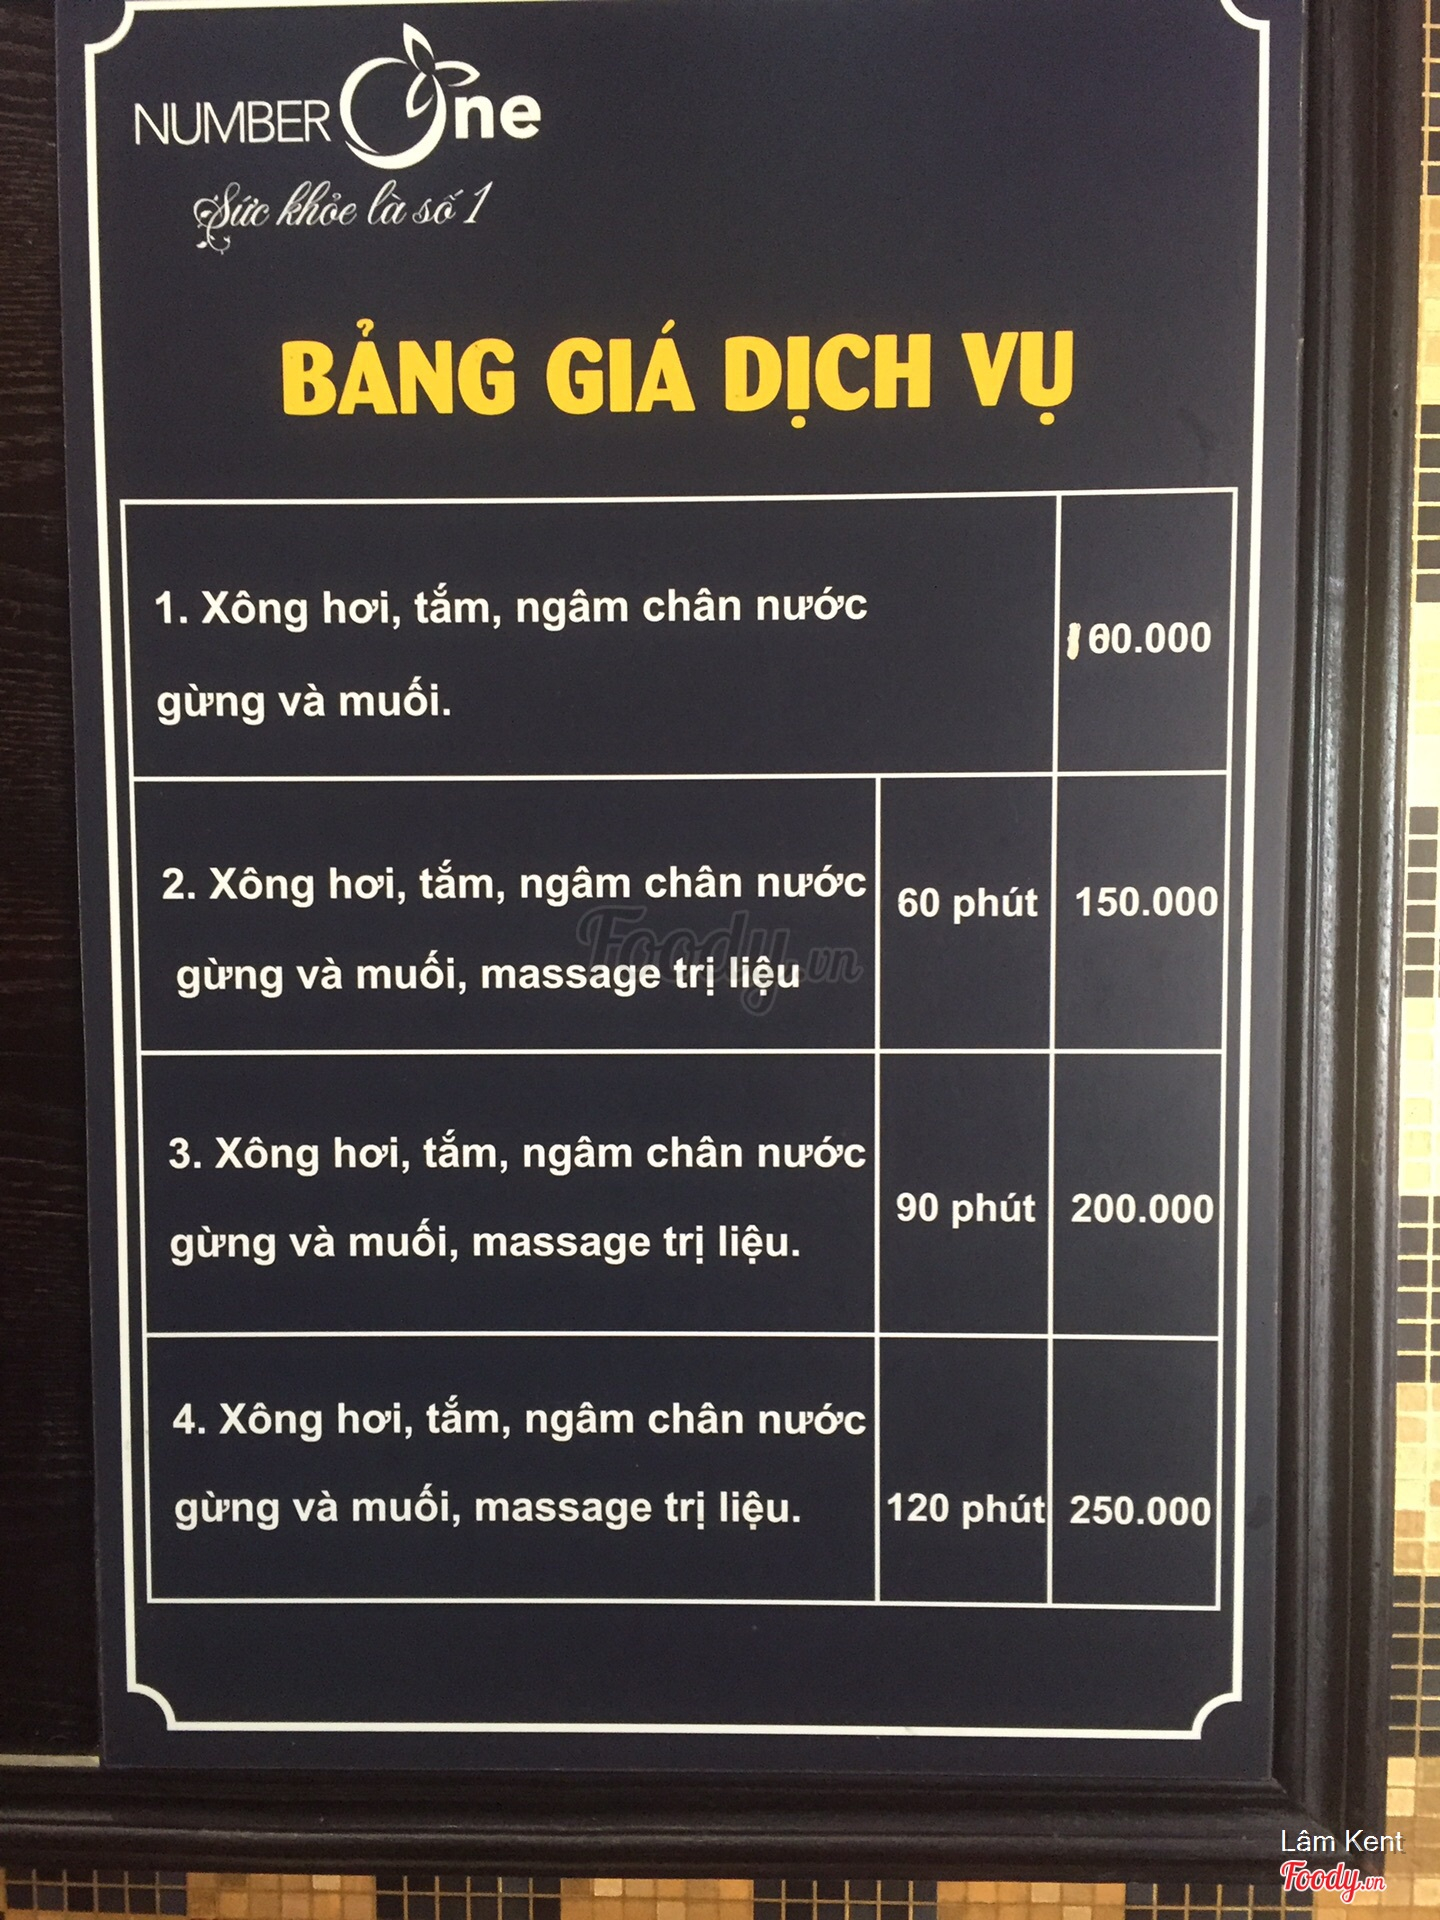 NUMBER One
Sức khỏe là số 1
BẢNG GIÁ DỊCH VỤ
1. Xông hơi, tắm, ngâm chân nước
gừng và muối.
100.000
2. Xông hơi, tắm, ngâm chân nước
gừng và muối, massage trị liệu
60 phút
150.000
Foody.vn
3. Xông hơi, tắm, ngâm chân nước
gừng và muối, massage trị liệu.
90 phút
200.000
4. Xông hơi, tắm, ngâm chân nước
gừng và muối, massage trị liệu.
120 phút
250.000
Lâm Kent
Foody.vn